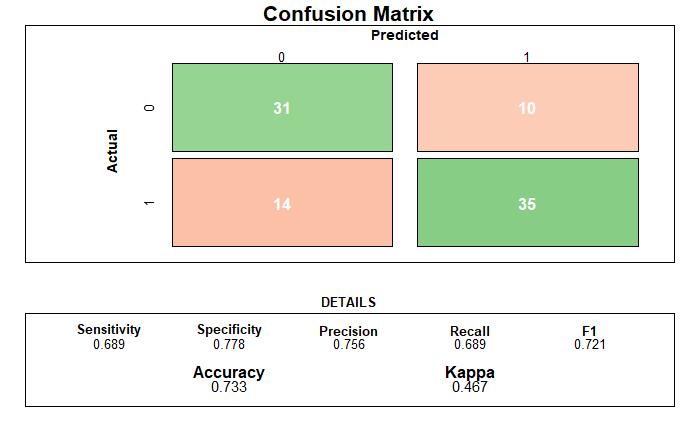 Confusion Matrix
Predicted
0 1
0 31 10
Actual
1 14 35
DETAILS
Sensitivity Specificity Precision Recall F1
0.689 0.778 0.756 0.689 0.721
Accuracy Kappa
0.733 0.467